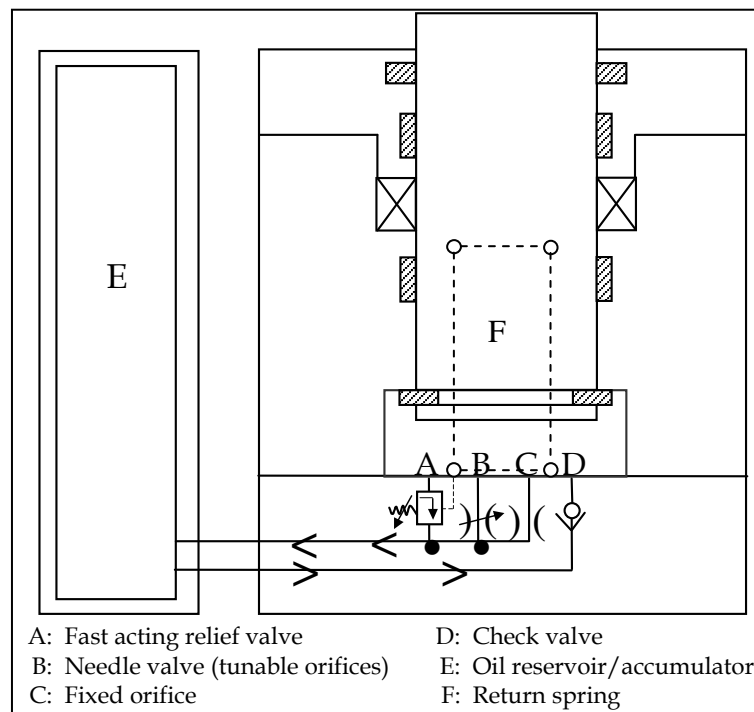 E
F
A B C D
A: Fast acting relief valve
B: Needle valve (tunable orifices)
C: Fixed orifice
D: Check valve
E: Oil reservoir/accumulator
F: Return spring